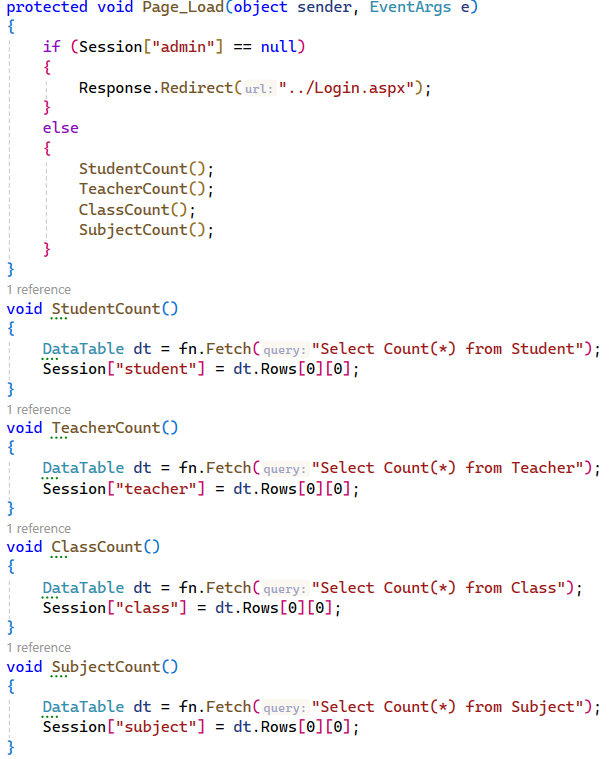 protected void Page_Load(object sender, EventArgs e)
{
if (Session["admin"] == null)
{
Response.Redirect(url:"../Login.aspx");
}
else
{
StudentCount();
TeacherCount();
ClassCount();
SubjectCount();
}
}
1 reference
void StudentCount()
{
DataTable dt = fn.Fetch(query:"Select Count(*) from Student");
Session["student"] = dt.Rows[0][0];
}
1 reference
void TeacherCount()
{
DataTable dt = fn.Fetch(query:"Select Count(*) from Teacher");
Session["teacher"] = dt.Rows[0][0];
}
1 reference
void ClassCount()
{
DataTable dt = fn.Fetch(query:"Select Count(*) from Class");
Session["class"] = dt.Rows[0][0];
}
1 reference
void SubjectCount()
{
DataTable dt = fn.Fetch(query:"Select Count(*) from Subject");
Session["subject"] = dt.Rows[0][0];
}